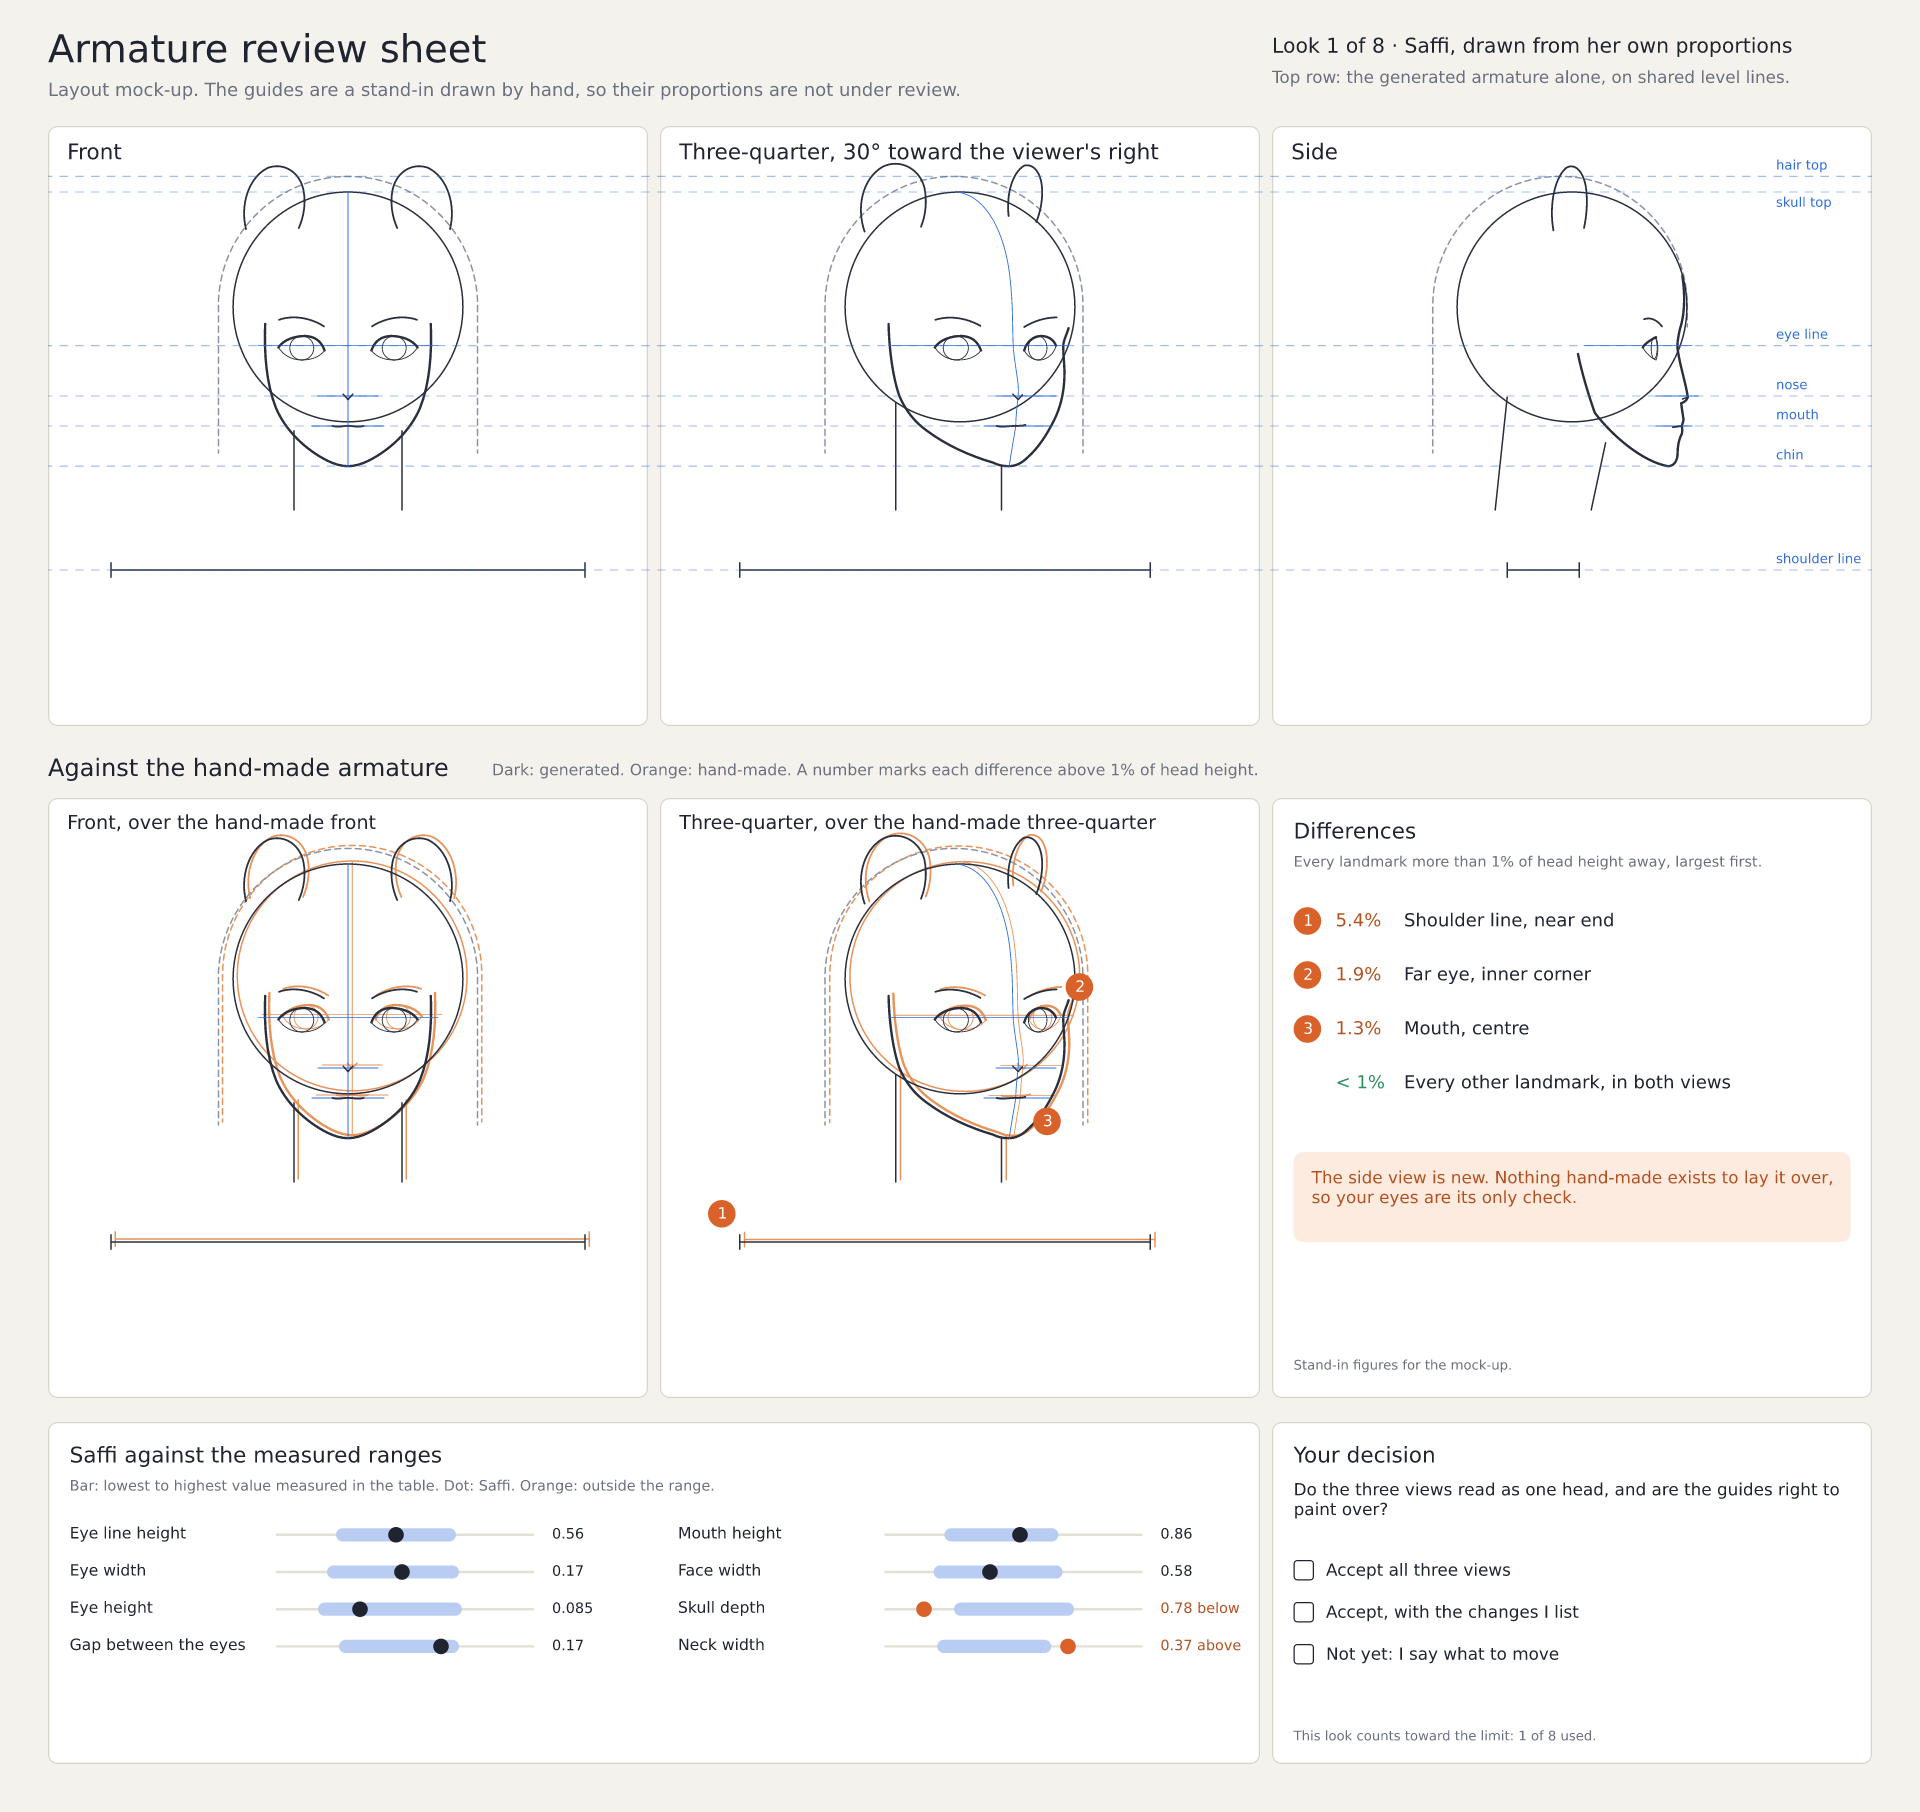 Armature review sheet
Layout mock-up. The guides are a stand-in drawn by hand, so their proportions are not under review.
Look 1 of 8 · Saffi, drawn from her own proportions
Top row: the generated armature alone, on shared level lines.
Front
Three-quarter, 30° toward the viewer's right
Side
hair top
skull top
eye line
nose
mouth
chin
shoulder line
Against the hand-made armature
Dark: generated. Orange: hand-made. A number marks each difference above 1% of head height.
Front, over the hand-made front
Three-quarter, over the hand-made three-quarter
2
3
1
Differences
Every landmark more than 1% of head height away, largest first.
1 5.4% Shoulder line, near end
2 1.9% Far eye, inner corner
3 1.3% Mouth, centre
< 1% Every other landmark, in both views
The side view is new. Nothing hand-made exists to lay it over,
so your eyes are its only check.
Stand-in figures for the mock-up.
Saffi against the measured ranges
Bar: lowest to highest value measured in the table. Dot: Saffi. Orange: outside the range.
Eye line height 0.56
Eye width 0.17
Eye height 0.085
Gap between the eyes 0.17
Mouth height 0.86
Face width 0.58
Skull depth 0.78 below
Neck width 0.37 above
Your decision
Do the three views read as one head, and are the guides right to
paint over?
Accept all three views
Accept, with the changes I list
Not yet: I say what to move
This look counts toward the limit: 1 of 8 used.